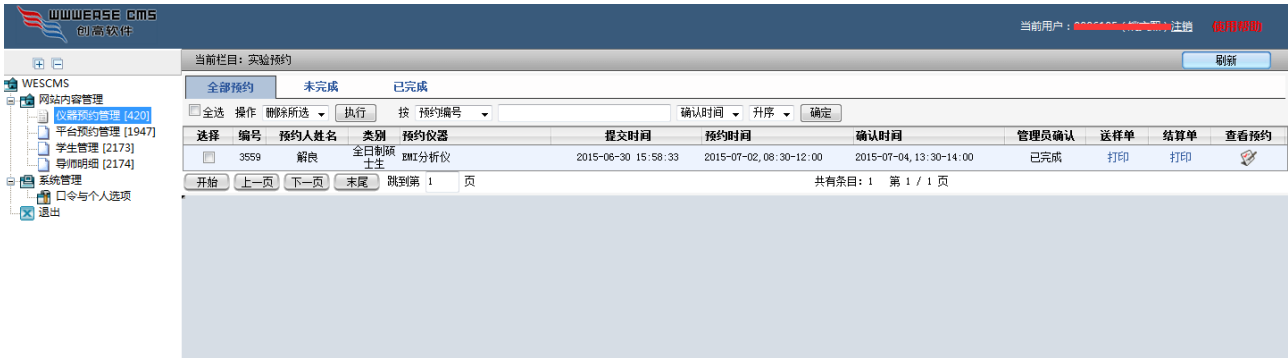 WWWEASE CMS
创高软件
当前用户： 注销
WESCMS
网站内容管理
仪器预约管理 [420]
平台预约管理 [1947]
学生管理 [2173]
导师明细 [2174]
系统管理
口令与个人选项
退出
当前栏目: 实验预约 刷新
全部预约 未完成 已完成
全选 操作 删除所选 执行 按 预约编号 确认时间 升序 确定
选择 编号 预约人姓名 类别 预约仪器 提交时间 预约时间 确认时间 管理员确认 送样单 结算单 查看预约
3559 解良 全日制硕士生 EMI分析仪 2015-06-30 15:58:33 2015-07-02,08:30-12:00 2015-07-04,13:30-14:00 已完成 打印 打印
开始 上一页 下一页 末尾 跳到第 1 页 共有条目: 1 第 1 / 1 页